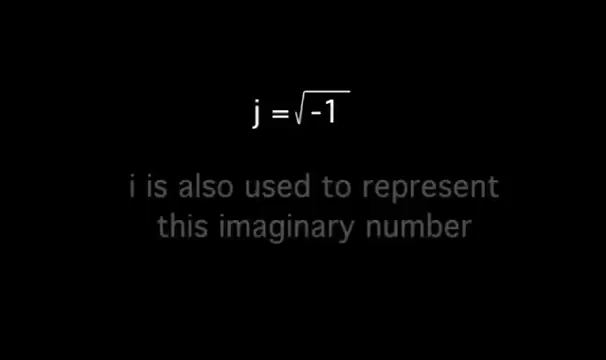 j = √-1
i is also used to represent
this imaginary number